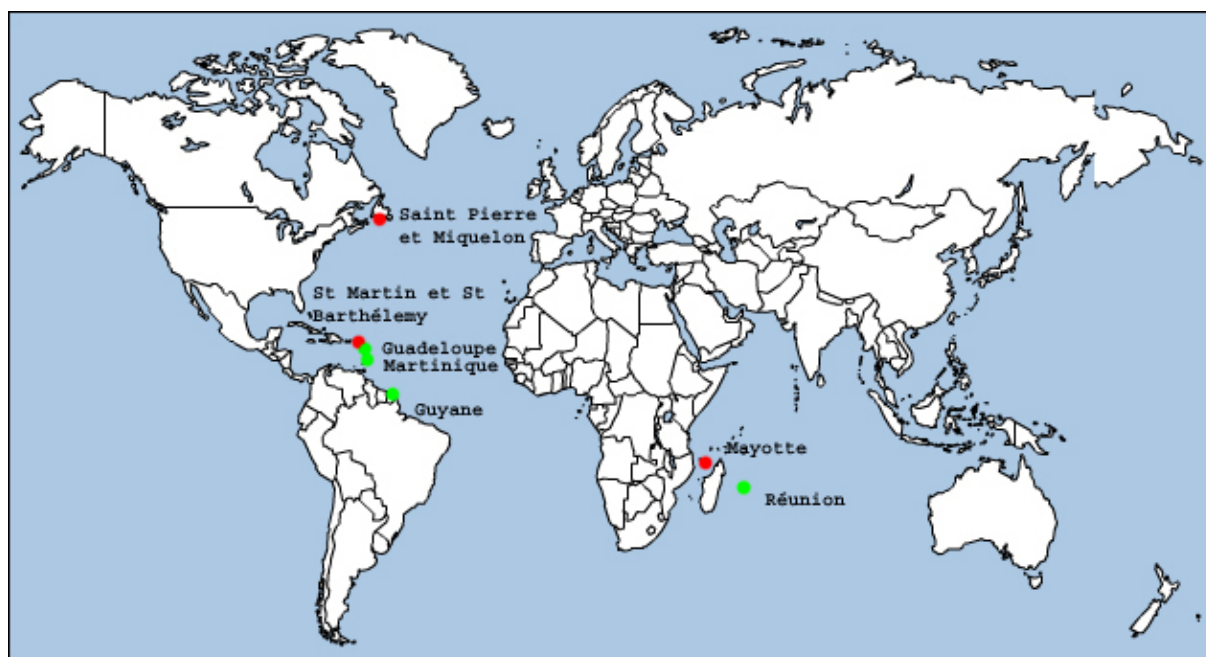 Saint Pierre
et Miquelon
St Martin et St
Barthélemy
Guadeloupe
Martinique
Guyane
Mayotte
Réunion